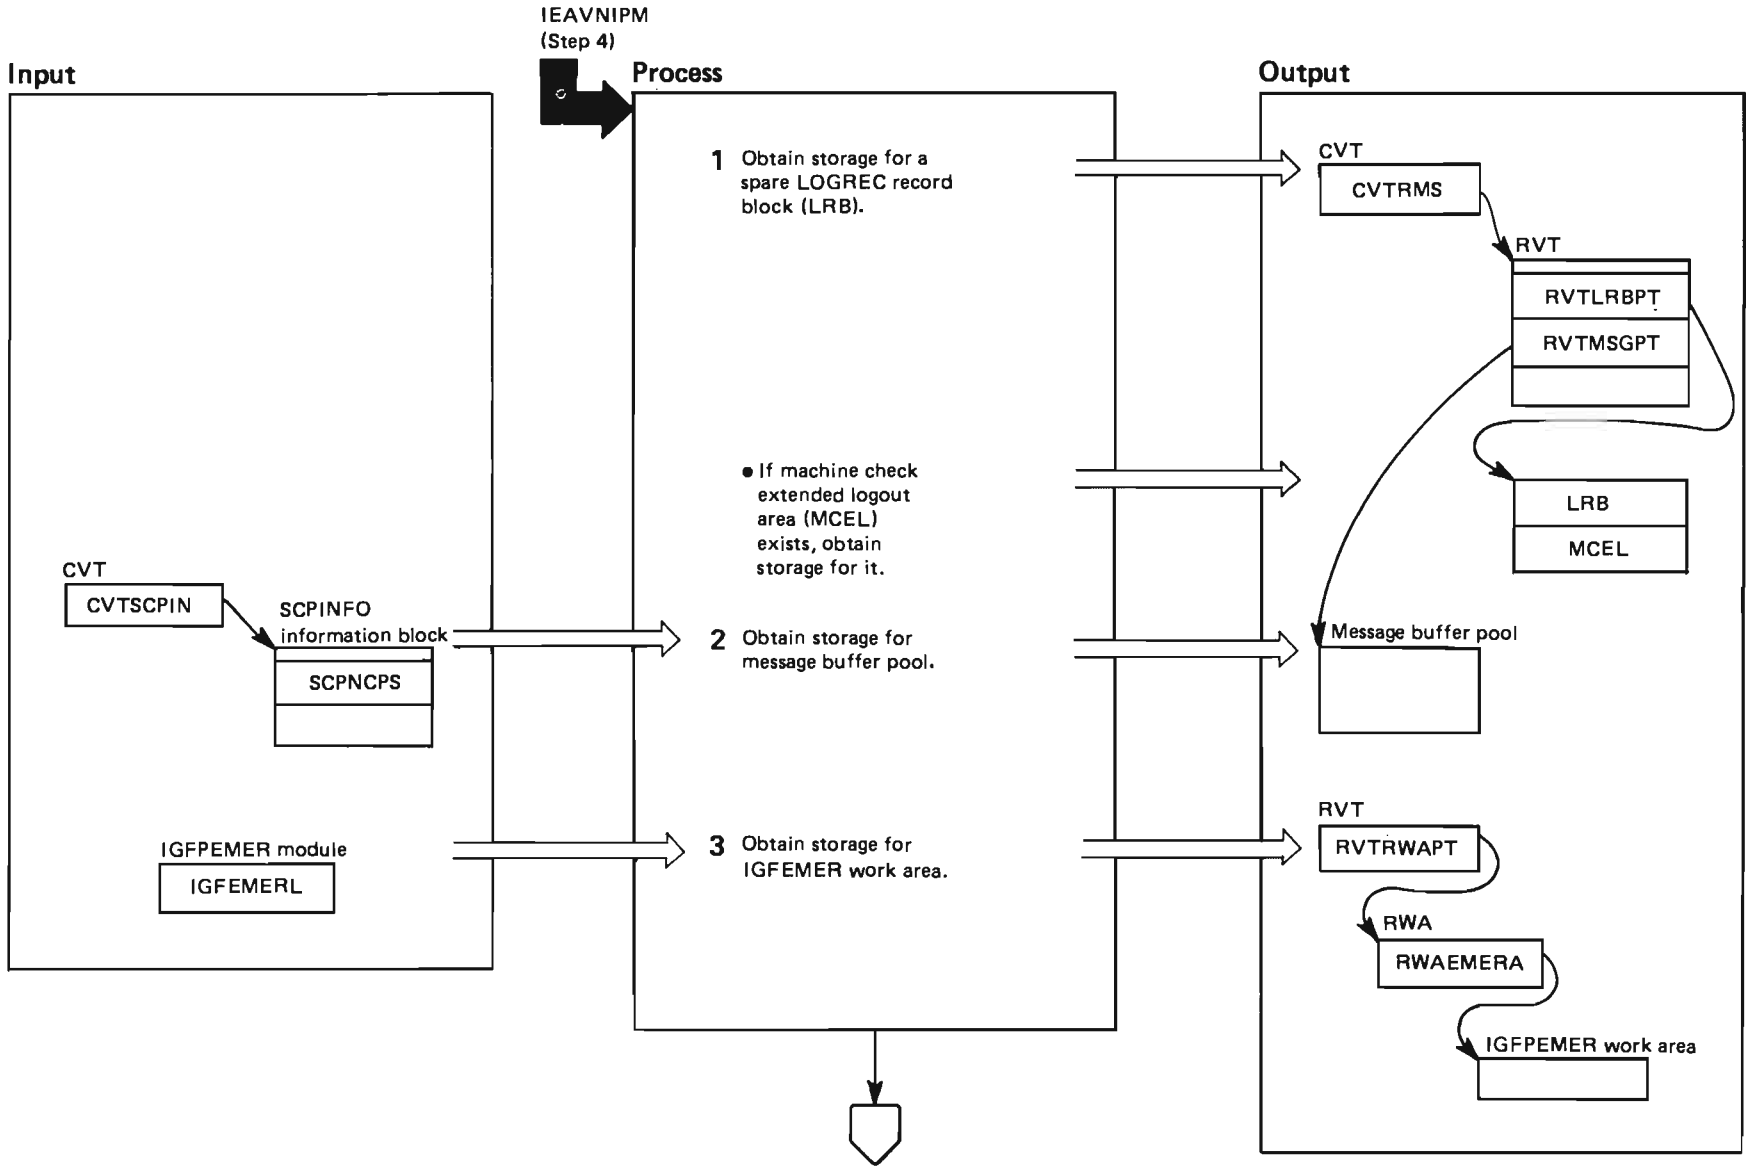 IEAVNIPM
(Step 4)
Input
Process
Output
1 Obtain storage for a
spare LOGREC record
block (LRB).
CVT
CVTRMS
RVT
RVTLRBPT
RVTMSGPT
● If machine check
extended logout
area (MCEL)
exists, obtain
storage for it.
LRB
MCEL
CVT
CVTSCPIN
SCPINFO
information block
SCPNCPS
2 Obtain storage for
message buffer pool.
Message buffer pool
IGFPEMER module
IGFEMERL
3 Obtain storage for
IGFEMER work area.
RVT
RVTRWAPT
RWA
RWAEMERA
IGFPEMER work area